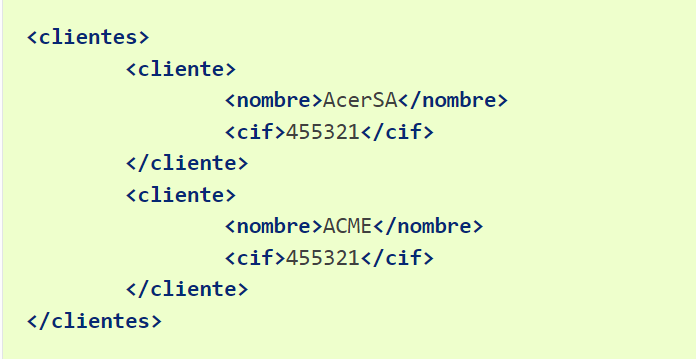 <clientes>
<cliente>
<nombre>AcerSA</nombre>
<cif>455321</cif>
</cliente>
<cliente>
<nombre>ACME</nombre>
<cif>455321</cif>
</cliente>
</clientes>